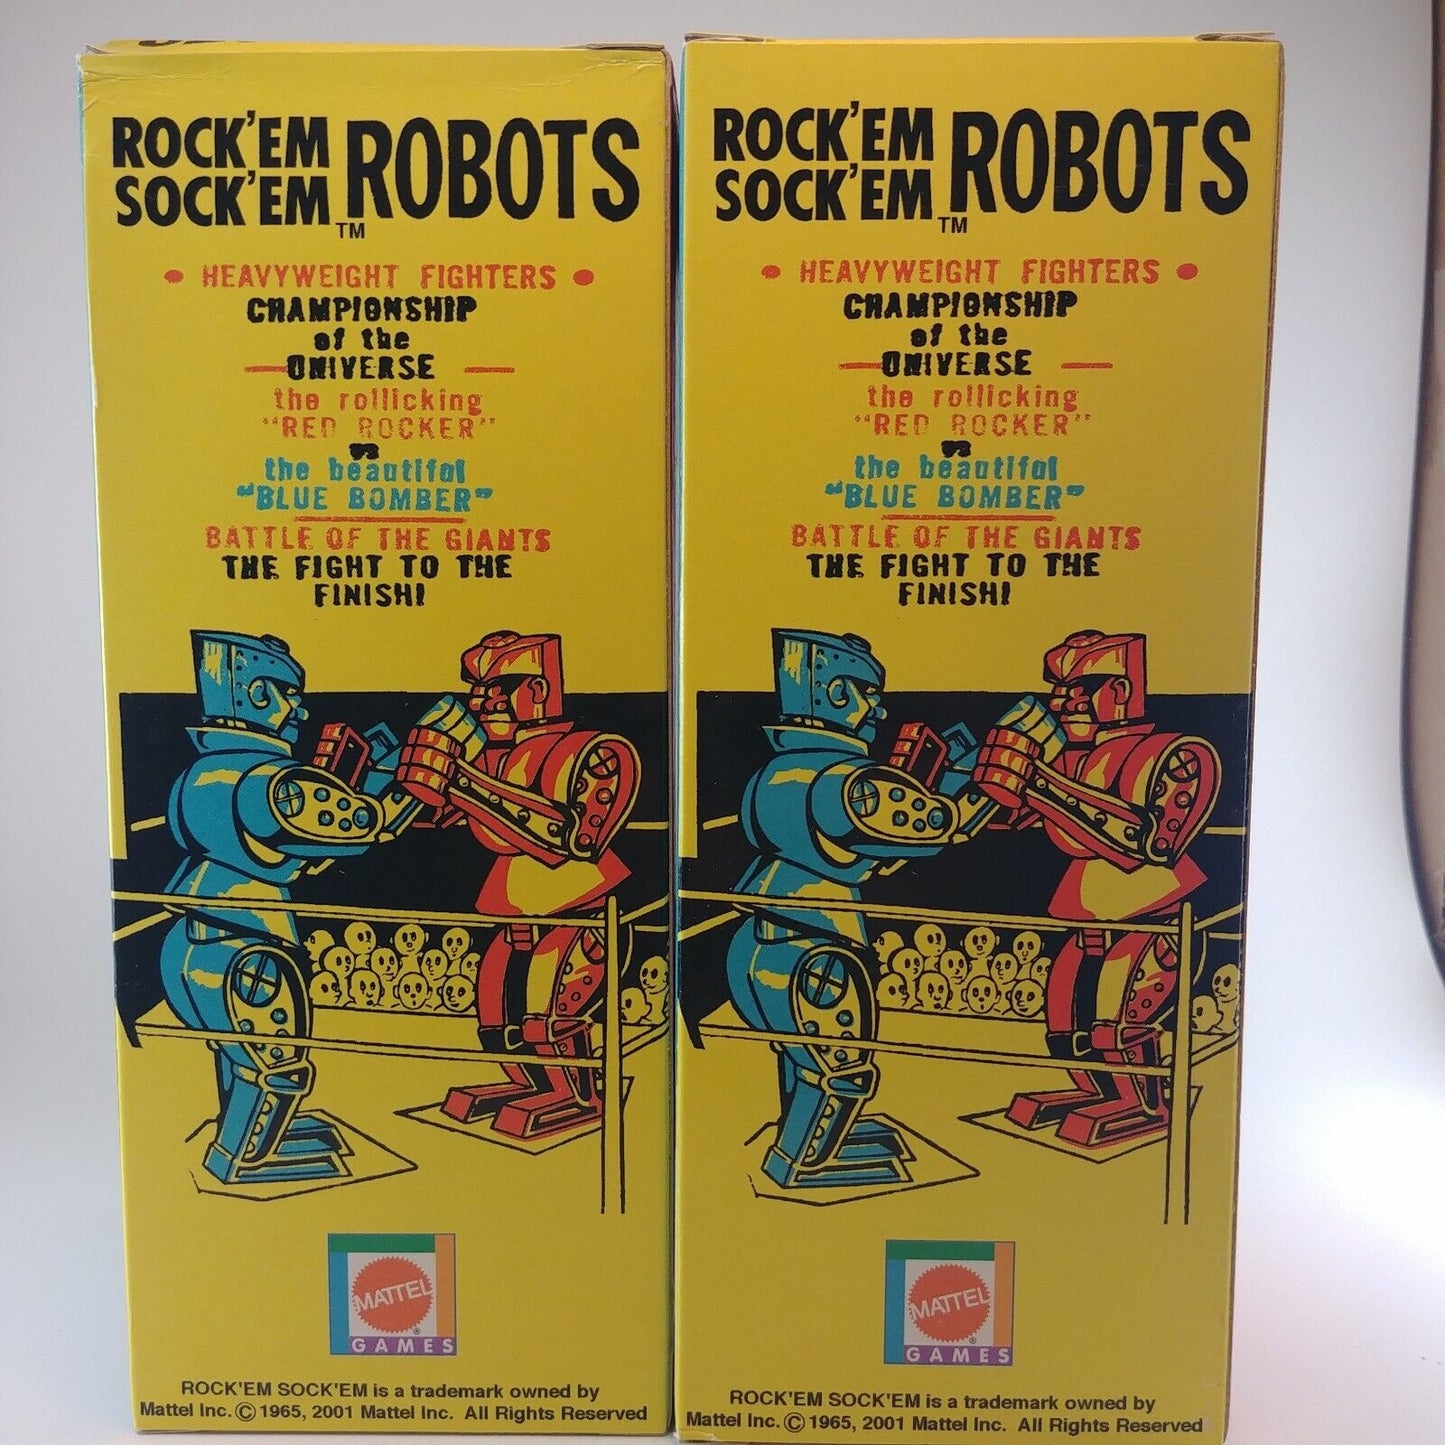 ROCK'EM
SOCK'EM ROBOTS
TM
• HEAVYWEIGHT FIGHTERS •
CHAMPIONSHIP
of the
UNIVERSE
the rollicking
"RED ROCKER"
vs
the beautiful
"BLUE BOMBER"
BATTLE OF THE GIANTS
THE FIGHT TO THE
FINISH!
MATTEL
®
GAMES
ROCK'EM SOCK'EM is a trademark owned by
Mattel Inc. © 1965, 2001 Mattel Inc. All Rights Reserved
ROCK'EM
SOCK'EM ROBOTS
TM
• HEAVYWEIGHT FIGHTERS •
CHAMPIONSHIP
of the
UNIVERSE
the rollicking
"RED ROCKER"
vs
the beautiful
"BLUE BOMBER"
BATTLE OF THE GIANTS
THE FIGHT TO THE
FINISH!
MATTEL
®
GAMES
ROCK'EM SOCK'EM is a trademark owned by
Mattel Inc. © 1965, 2001 Mattel Inc. All Rights Reserved